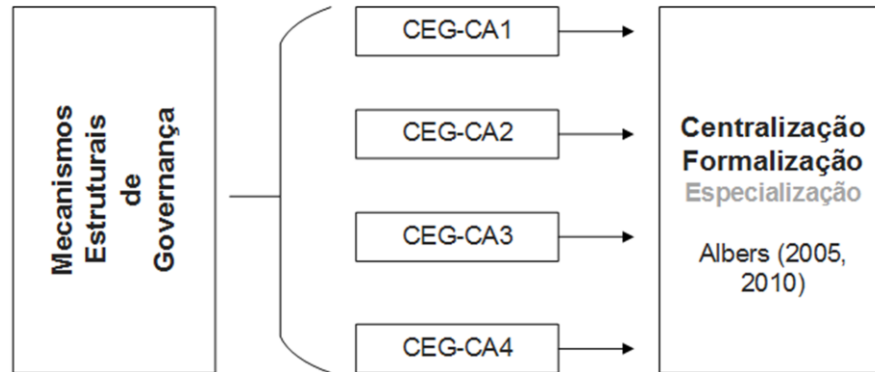 Mecanismos
Estruturais
de
Governança
CEG-CA1
CEG-CA2
CEG-CA3
CEG-CA4
Centralização
Formalização
Especialização
Albers (2005,
2010)